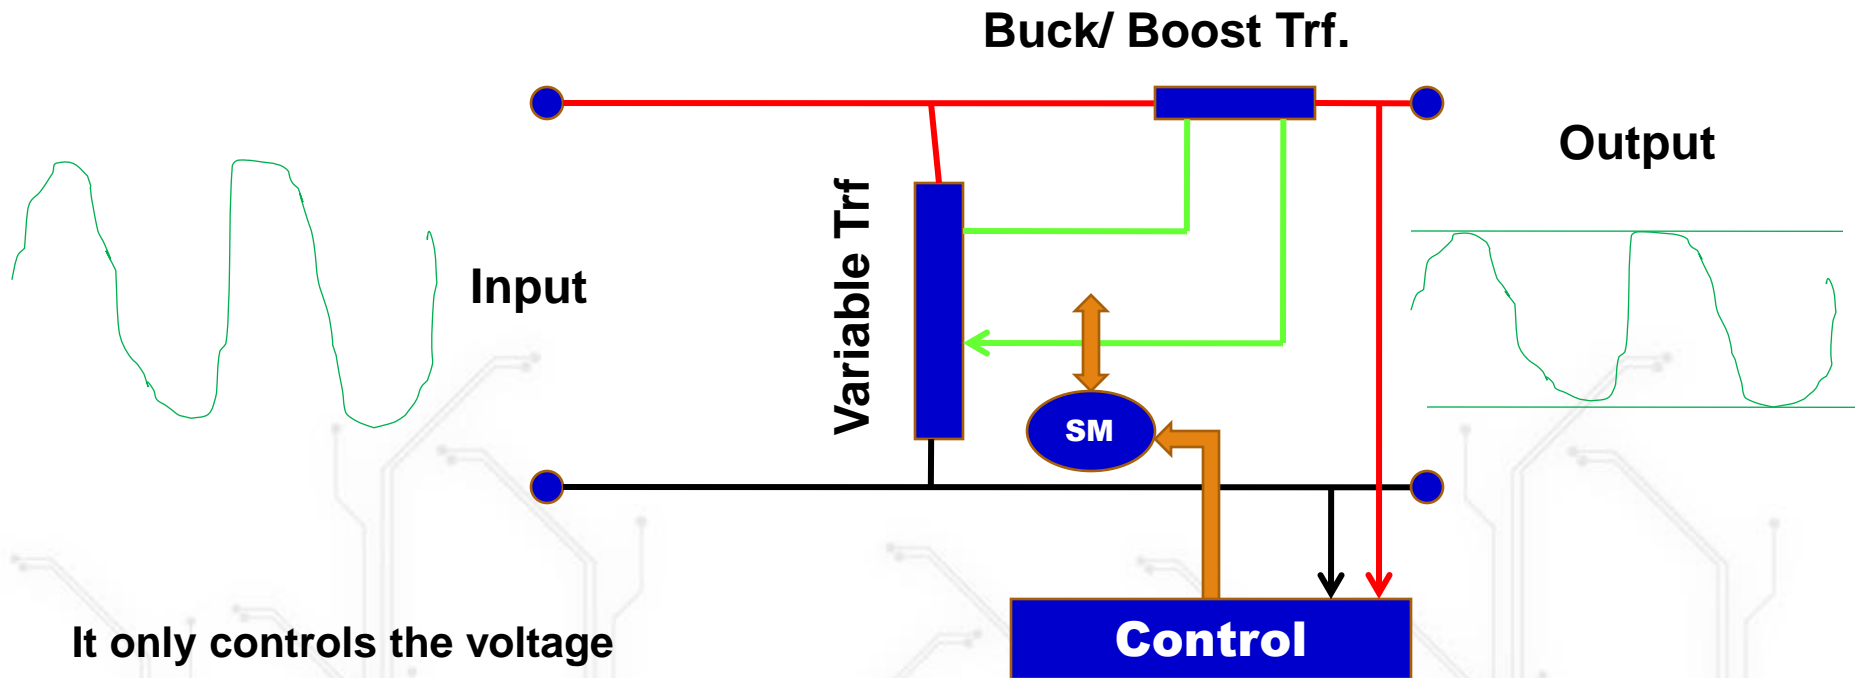 Buck/ Boost Trf.
Output
Variable Trf
Input
SM
It only controls the voltage
Control